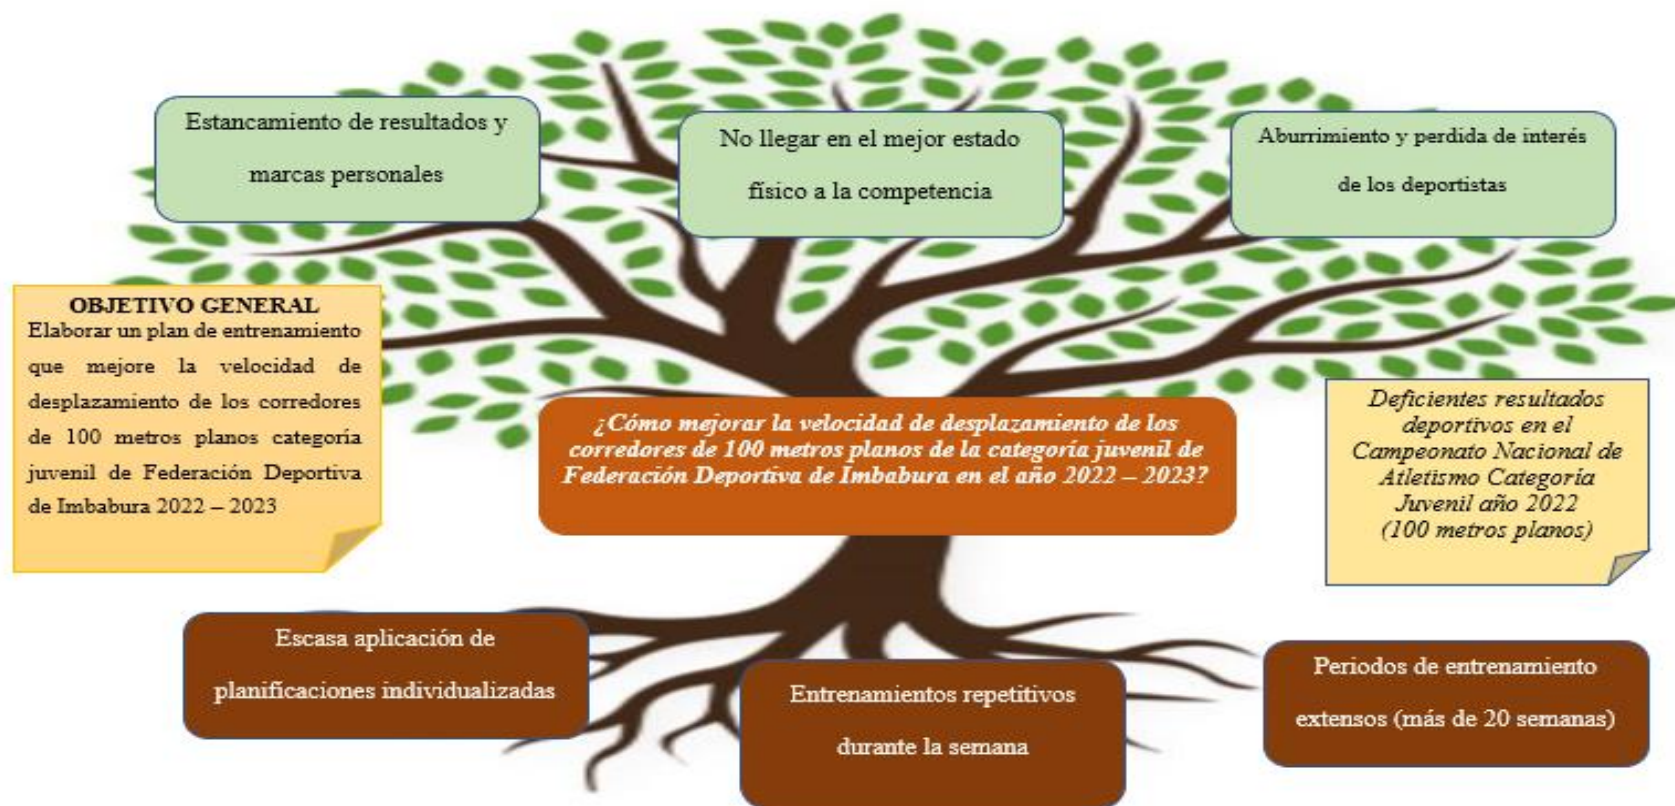 Estancamiento de resultados y
marcas personales
No llegar en el mejor estado
físico a la competencia
Aburrimiento y perdida de interés
de los deportistas
OBJETIVO GENERAL
Elaborar un plan de entrenamiento
que mejore la velocidad de
desplazamiento de los corredores
de 100 metros planos categoría
juvenil de Federación Deportiva
de Imbabura 2022 – 2023
¿Cómo mejorar la velocidad de desplazamiento de los
corredores de 100 metros planos de la categoría juvenil de
Federación Deportiva de Imbabura en el año 2022 – 2023?
Deficientes resultados
deportivos en el
Campeonato Nacional de
Atletismo Categoría
Juvenil año 2022
(100 metros planos)
Escasa aplicación de
planificaciones individualizadas
Entrenamientos repetitivos
durante la semana
Periodos de entrenamiento
extensos (más de 20 semanas)